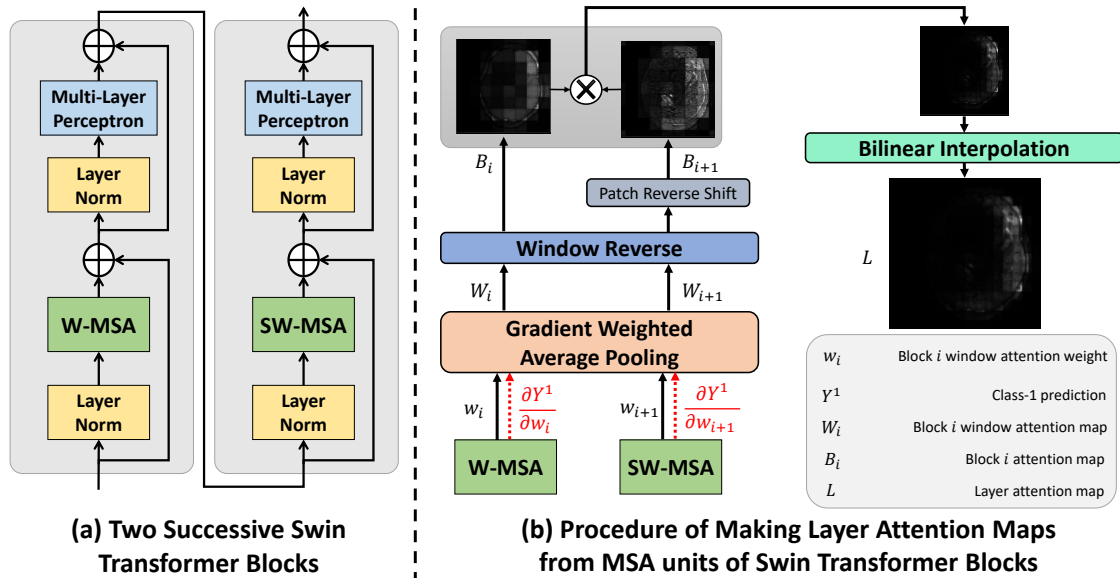 Multi-Layer
Perceptron
Layer
Norm
W-MSA
Layer
Norm
Multi-Layer
Perceptron
Layer
Norm
SW-MSA
Layer
Norm
(a) Two Successive Swin
Transformer Blocks
B_i
B_{i+1}
Patch Reverse Shift
Window Reverse
W_i
W_{i+1}
Gradient Weighted
Average Pooling
w_i
∂Y^1
∂w_i
w_{i+1}
∂Y^1
∂w_{i+1}
W-MSA
SW-MSA
Bilinear Interpolation
L
w_i Block i window attention weight
Y^1 Class-1 prediction
W_i Block i window attention map
B_i Block i attention map
L Layer attention map
(b) Procedure of Making Layer Attention Maps
from MSA units of Swin Transformer Blocks